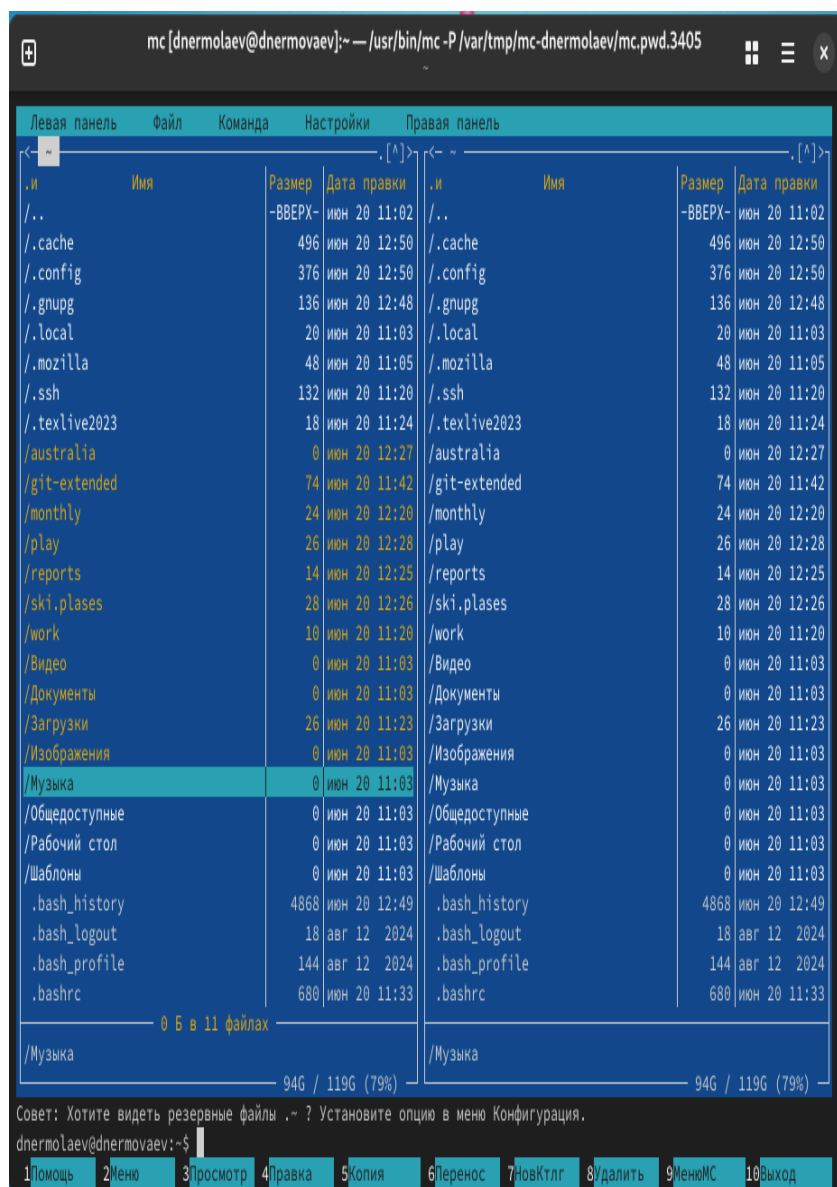 mc [dnermolaev@dnermovaev]:~ — /usr/bin/mc -P /var/tmp/mc-dnermolaev/mc.pwd.3405
~
Левая панель Файл Команда Настройки Правая панель
<- ~ .[^]> <- ~ .[^]>
.и Имя Размер Дата правки .и Имя Размер Дата правки
/.. -ВВЕРХ- июн 20 11:02 /.. -ВВЕРХ- июн 20 11:02
/.cache 496 июн 20 12:50 /.cache 496 июн 20 12:50
/.config 376 июн 20 12:50 /.config 376 июн 20 12:50
/.gnupg 136 июн 20 12:48 /.gnupg 136 июн 20 12:48
/.local 20 июн 20 11:03 /.local 20 июн 20 11:03
/.mozilla 48 июн 20 11:05 /.mozilla 48 июн 20 11:05
/.ssh 132 июн 20 11:20 /.ssh 132 июн 20 11:20
/.texlive2023 18 июн 20 11:24 /.texlive2023 18 июн 20 11:24
/australia 0 июн 20 12:27 /australia 0 июн 20 12:27
/git-extended 74 июн 20 11:42 /git-extended 74 июн 20 11:42
/monthly 24 июн 20 12:20 /monthly 24 июн 20 12:20
/play 26 июн 20 12:28 /play 26 июн 20 12:28
/reports 14 июн 20 12:25 /reports 14 июн 20 12:25
/ski.plases 28 июн 20 12:26 /ski.plases 28 июн 20 12:26
/work 10 июн 20 11:20 /work 10 июн 20 11:20
/Видео 0 июн 20 11:03 /Видео 0 июн 20 11:03
/Документы 0 июн 20 11:03 /Документы 0 июн 20 11:03
/Загрузки 26 июн 20 11:23 /Загрузки 26 июн 20 11:23
/Изображения 0 июн 20 11:03 /Изображения 0 июн 20 11:03
/Музыка 0 июн 20 11:03 /Музыка 0 июн 20 11:03
/Общедоступные 0 июн 20 11:03 /Общедоступные 0 июн 20 11:03
/Рабочий стол 0 июн 20 11:03 /Рабочий стол 0 июн 20 11:03
/Шаблоны 0 июн 20 11:03 /Шаблоны 0 июн 20 11:03
.bash_history 4868 июн 20 12:49 .bash_history 4868 июн 20 12:49
.bash_logout 18 авг 12 2024 .bash_logout 18 авг 12 2024
.bash_profile 144 авг 12 2024 .bash_profile 144 авг 12 2024
.bashrc 680 июн 20 11:33 .bashrc 680 июн 20 11:33
0 Б в 11 файлах
/Музыка /Музыка
94G / 119G (79%) 94G / 119G (79%)
Совет: Хотите видеть резервные файлы .~ ? Установите опцию в меню Конфигурация.
dnermolaev@dnermovaev:~$
1Помощь 2Меню 3Просмотр 4Правка 5Копия 6Перенос 7НовКтлг 8Удалить 9МенюМС 10Выход